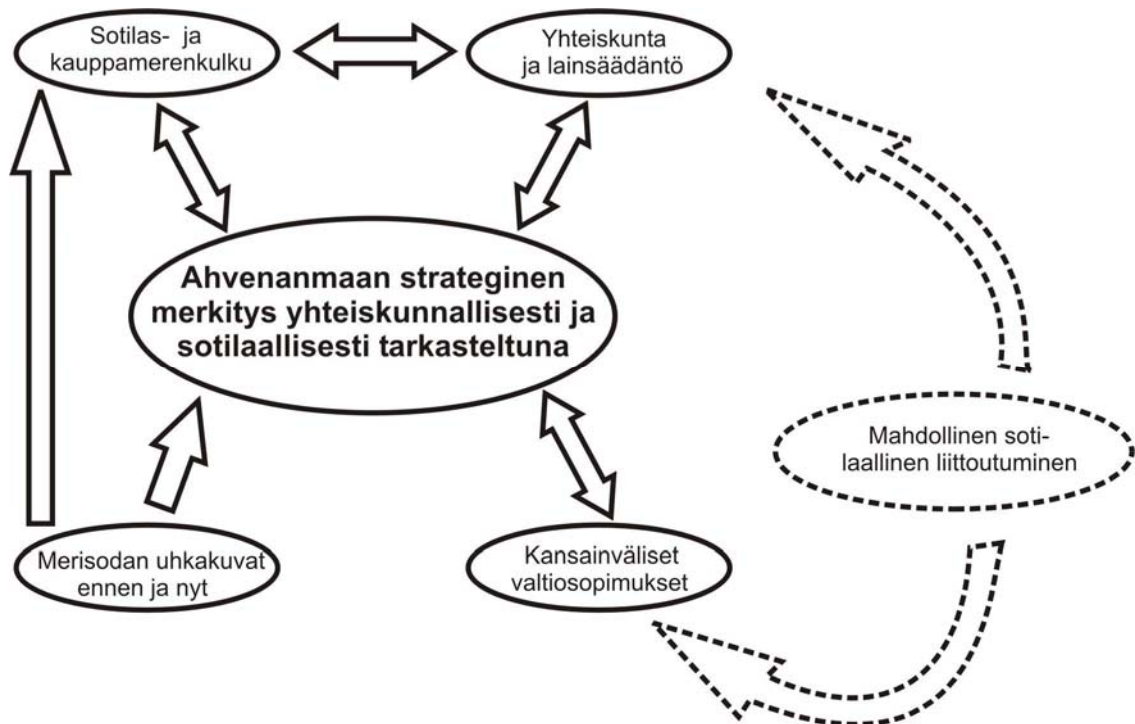 Sotilas- ja
kauppamerenkulku
Yhteiskunta
ja lainsäädäntö
Ahvenanmaan strateginen
merkitys yhteiskunnallisesti ja
sotilaallisesti tarkasteltuna
Mahdollinen soti-
laallinen liittoutuminen
Merisodan uhkakuvat
ennen ja nyt
Kansainväliset
valtiosopimukset